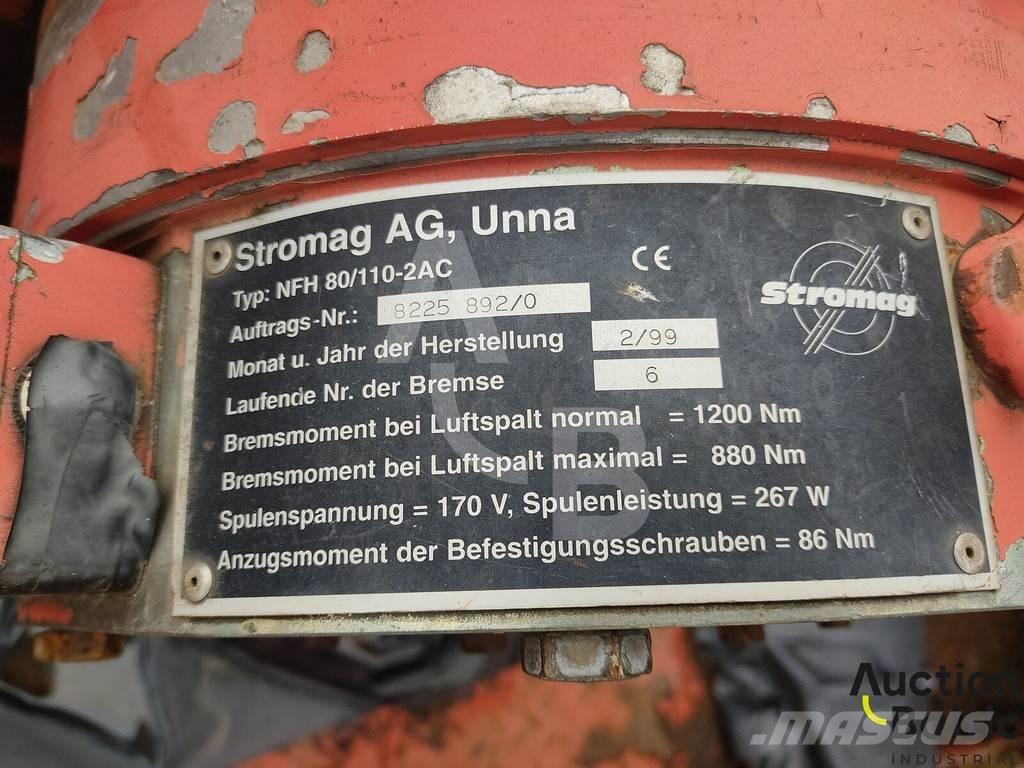 Stromag AG, Unna
Typ: NFH 80/110-2AC
CE
Stromag
Auftrags-Nr.: 8225 892/0
Monat u. Jahr der Herstellung 2/99
Laufende Nr. der Bremse 6
Bremsmoment bei Luftspalt normal = 1200 Nm
Bremsmoment bei Luftspalt maximal = 880 Nm
Spulenspannung = 170 V, Spulenleistung = 267 W
Anzugsmoment der Befestigungsschrauben = 86 Nm
Auction
MASCUS
INDUSTRIAL